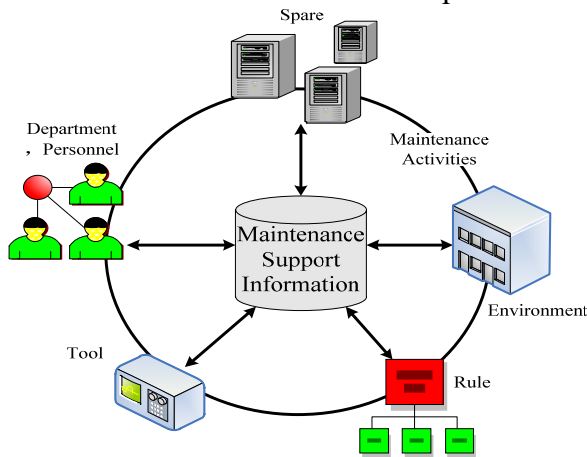 Spare
Department
, Personnel
Maintenance
Activities
Maintenance
Support
Information
Environment
Tool
Rule